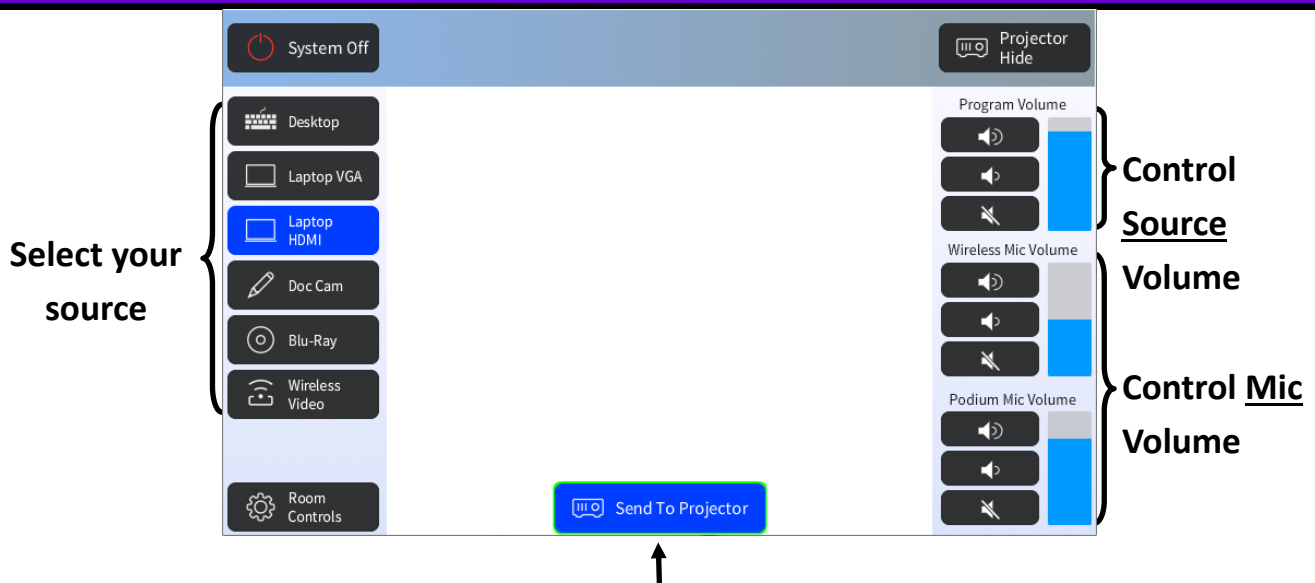 System Off
Projector
Hide
Select your
source
Desktop
Laptop VGA
Laptop
HDMI
Doc Cam
Blu-Ray
Wireless
Video
Room
Controls
Send To Projector
Program Volume
Wireless Mic Volume
Podium Mic Volume
Control
Source
Volume
Control Mic
Volume